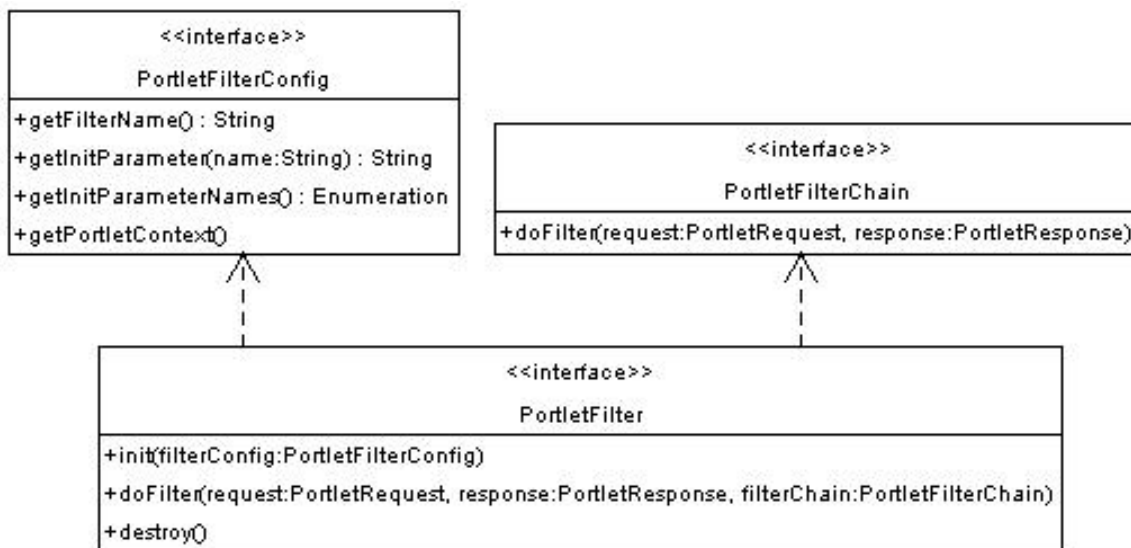 <<interface>>
PortletFilterConfig
+getFilterName() : String
+getInitParameter(name:String) : String
+getInitParameterNames() : Enumeration
+getPortletContext()
<<interface>>
PortletFilterChain
+doFilter(request:PortletRequest, response:PortletResponse)
<<interface>>
PortletFilter
+init(filterConfig:PortletFilterConfig)
+doFilter(request:PortletRequest, response:PortletResponse, filterChain:PortletFilterChain)
+destroy()